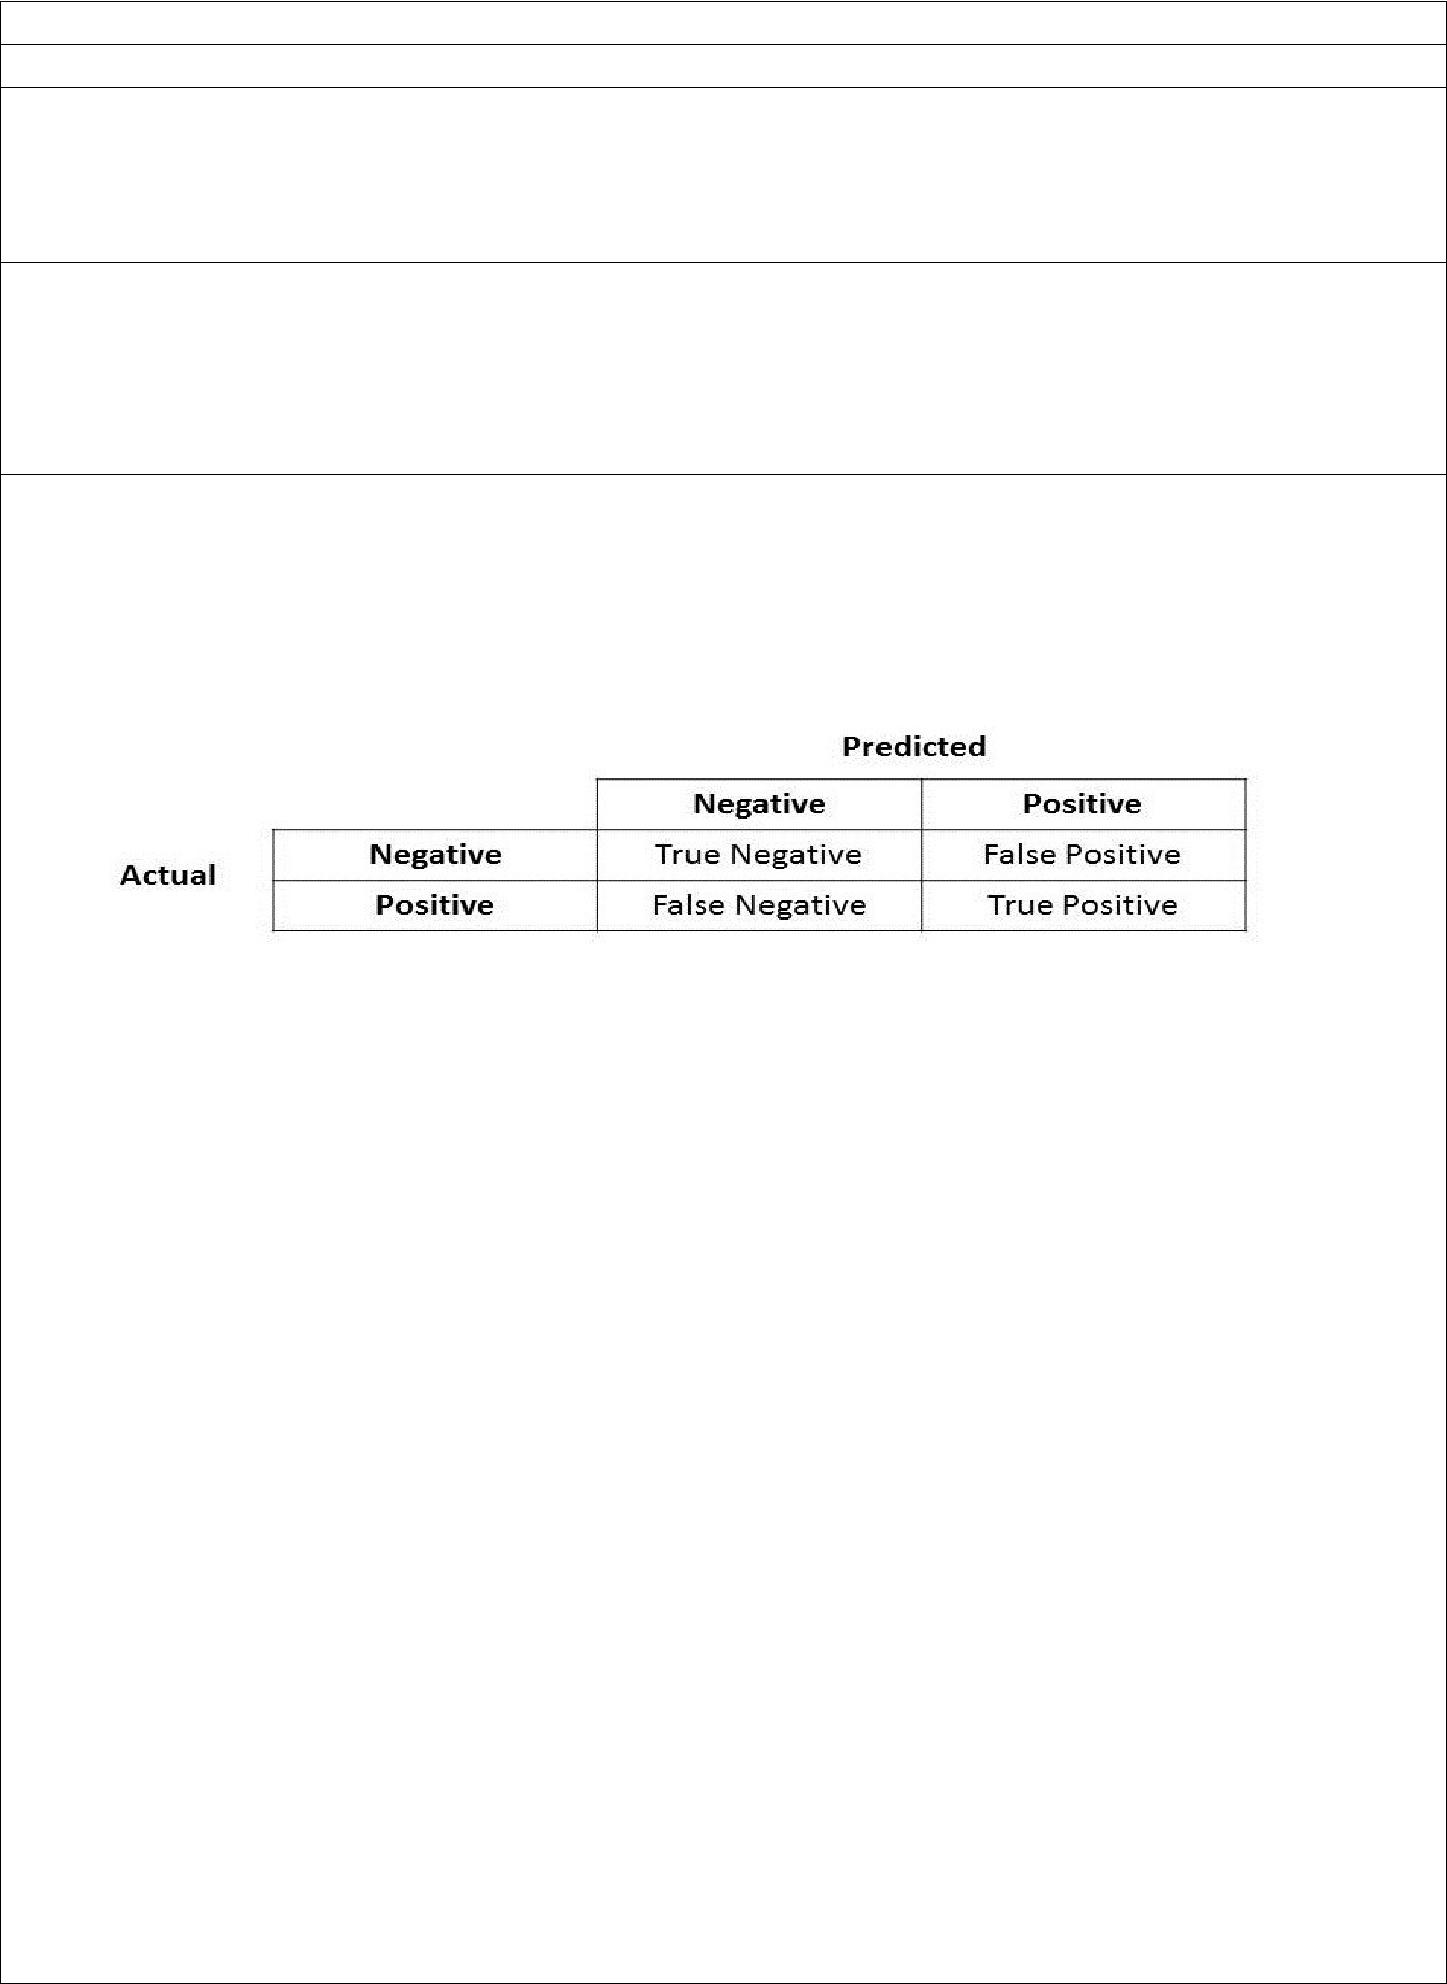 Predicted
Negative Positive
Actual
Negative True Negative False Positive
Positive False Negative True Positive